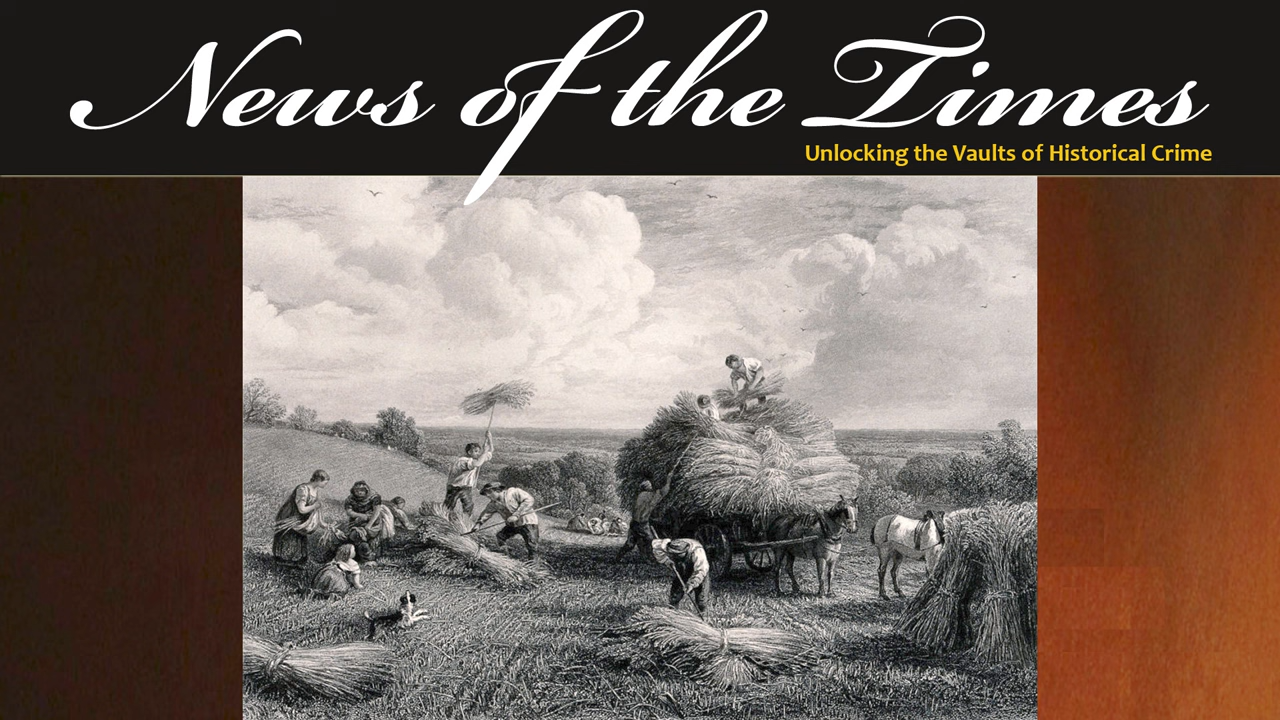 News of the Times
Unlocking the Vaults of Historical Crime